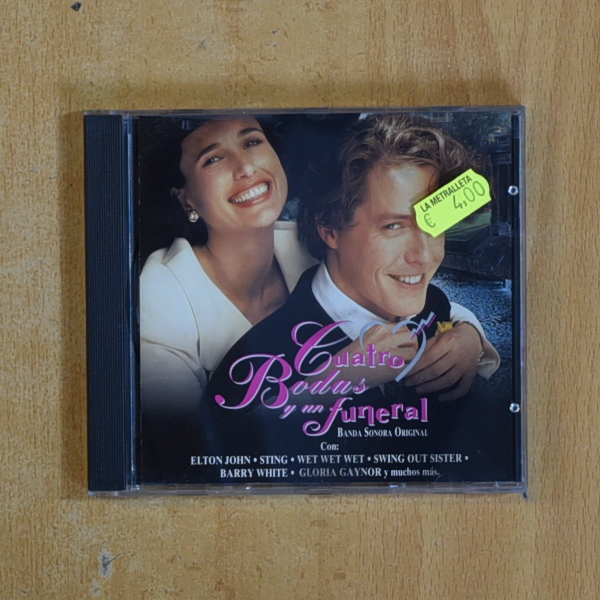 LA METRALLETA
€ 4,00
Cuatro
Bodas
y un funeral
BANDA SONORA ORIGINAL
Con:
ELTON JOHN • STING • WET WET WET • SWING OUT SISTER •
BARRY WHITE • GLORIA GAYNOR y muchos más.